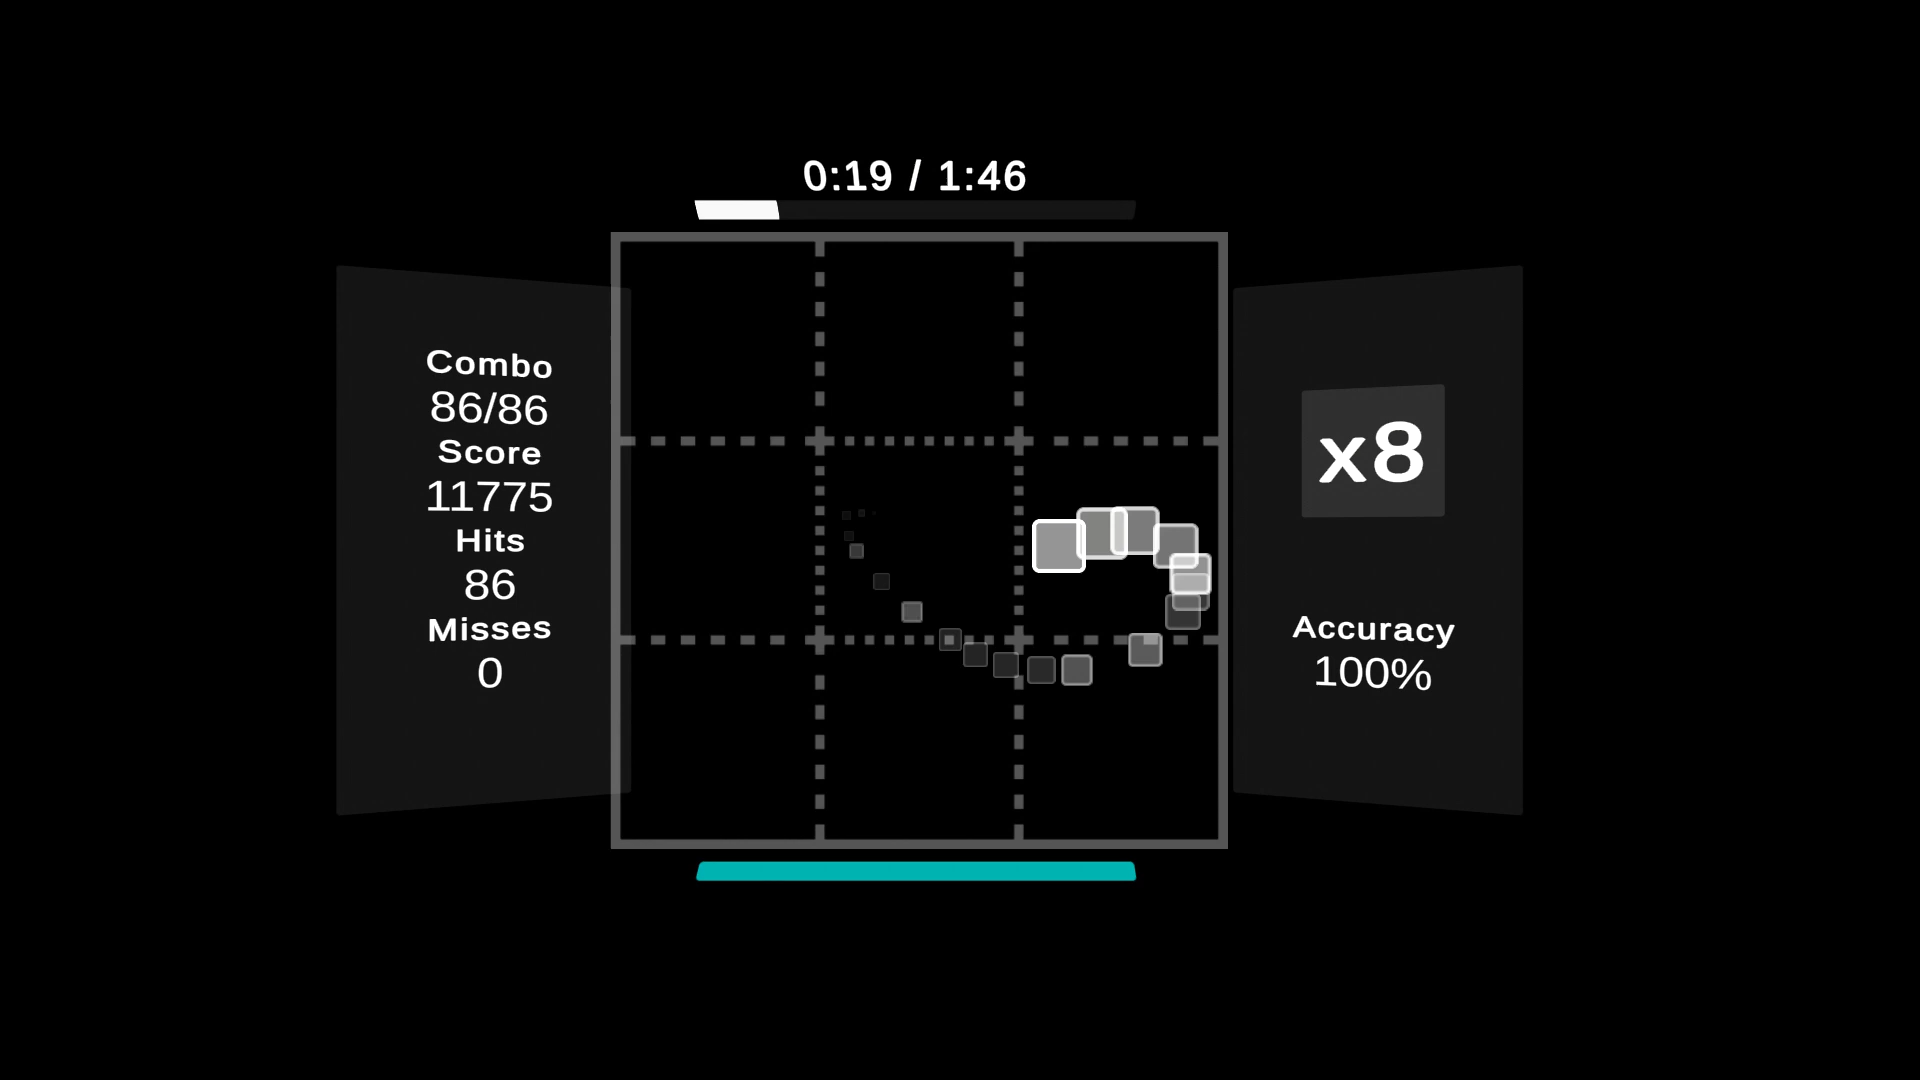 0:19 / 1:46
Combo
86/86
Score
11775
Hits
86
Misses
0
x8
Accuracy
100%